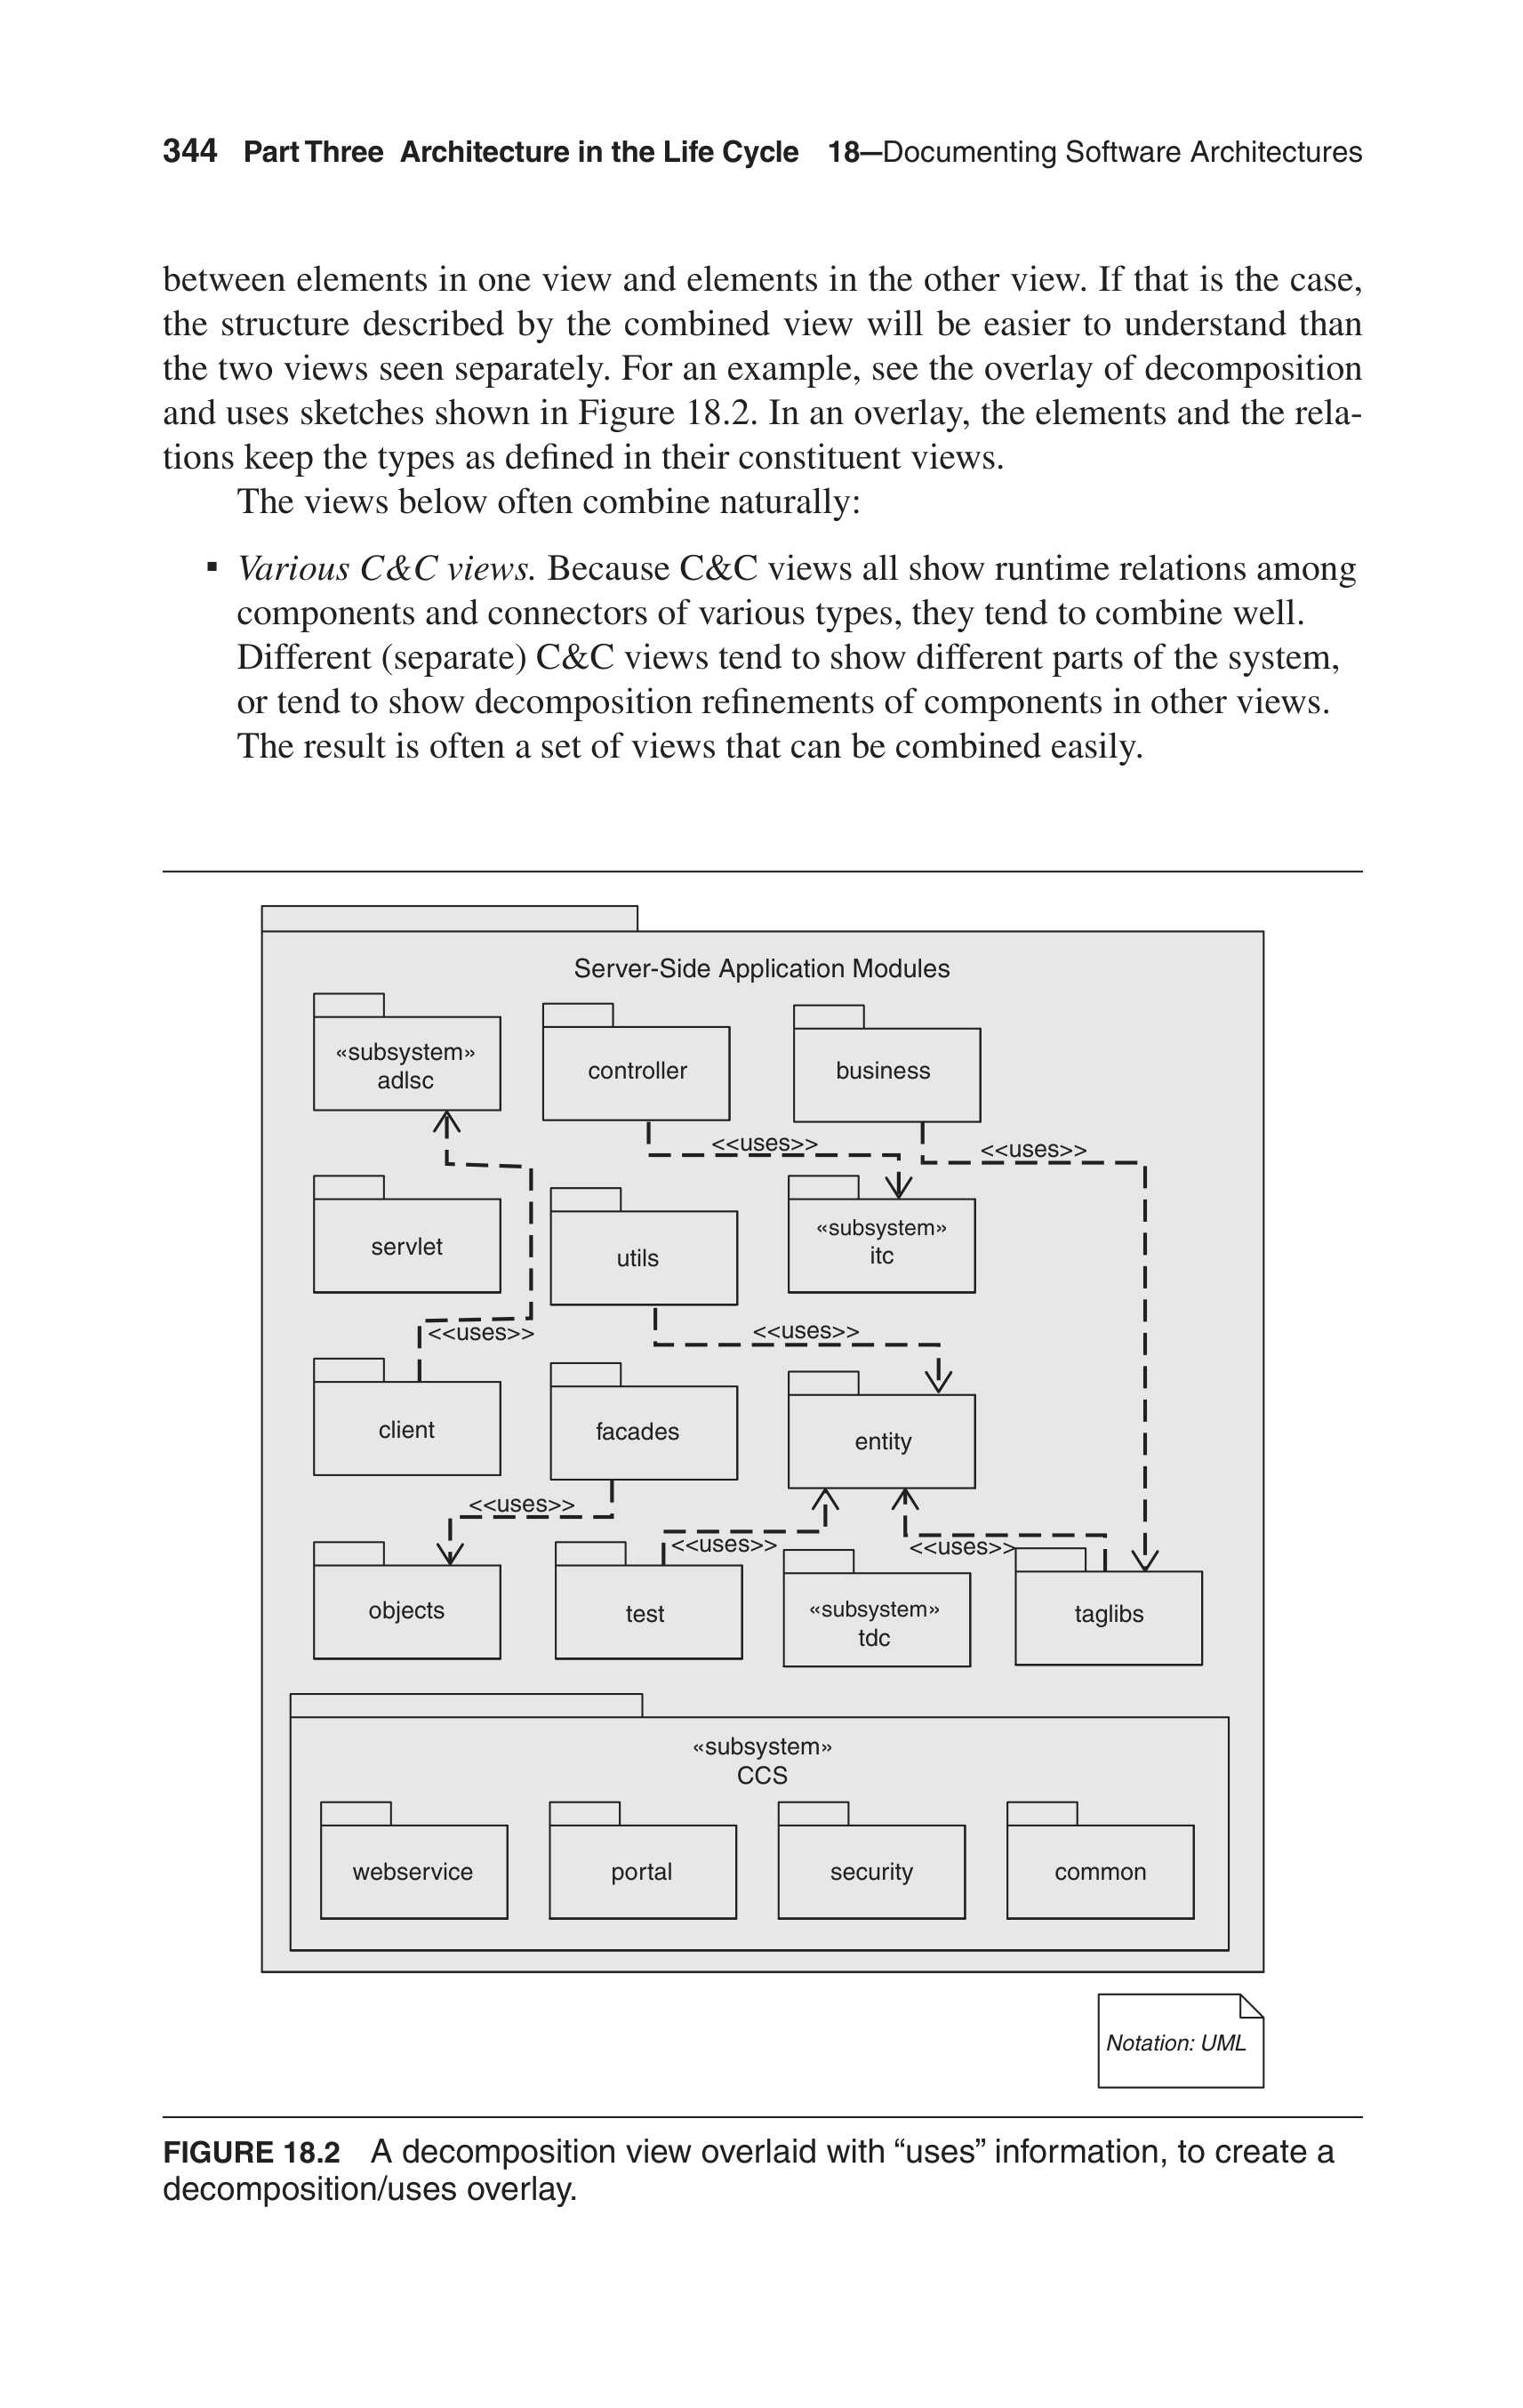 344 Part Three Architecture in the Life Cycle 18—Documenting Software Architectures
between elements in one view and elements in the other view. If that is the case,
the structure described by the combined view will be easier to understand than
the two views seen separately. For an example, see the overlay of decomposition
and uses sketches shown in Figure 18.2. In an overlay, the elements and the rela-
tions keep the types as defined in their constituent views.
The views below often combine naturally:
▪ Various C&C views. Because C&C views all show runtime relations among
components and connectors of various types, they tend to combine well.
Different (separate) C&C views tend to show different parts of the system,
or tend to show decomposition refinements of components in other views.
The result is often a set of views that can be combined easily.
Server-Side Application Modules
«subsystem»
adlsc
controller
business
<<uses>>
<<uses>>
servlet
utils
«subsystem»
itc
<<uses>>
<<uses>>
client
facades
entity
<<uses>>
<<uses>>
<<uses>>
objects
test
«subsystem»
tdc
taglibs
«subsystem»
CCS
webservice
portal
security
common
Notation: UML
FIGURE 18.2 A decomposition view overlaid with “uses” information, to create a
decomposition/uses overlay.